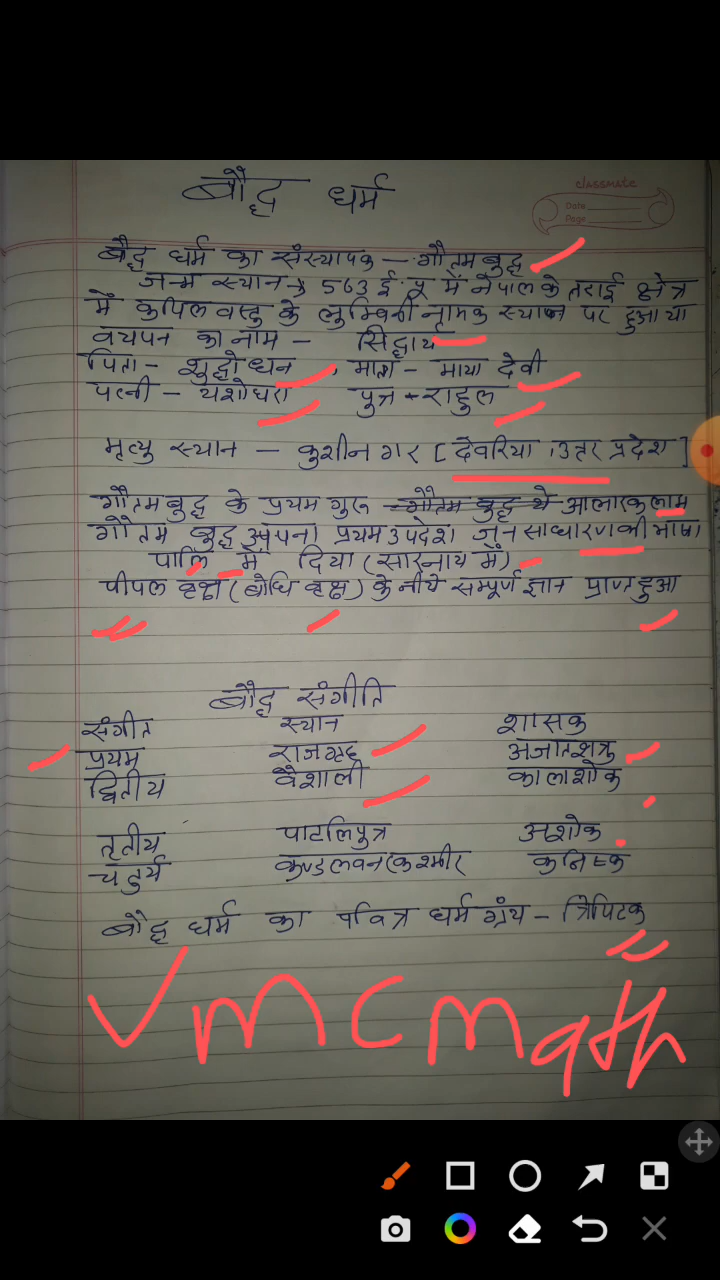 बौद्ध धर्म
classmate
Date
Page
बौद्ध धर्म का संस्थापक – गौतम बुद्ध
जन्म स्थान → 563 ई. पू में नेपाल के तराई क्षेत्र
में कपिल वस्तु के लुम्बिनी नामक स्थान पर हुआ था
बचपन का नाम – सिद्धार्थ
पिता – शुद्धोधन , माता – माया देवी
पत्नी – यशोधरा पुत्र – राहुल
मृत्यु स्थान – कुशीनगर [देवरिया , उत्तर प्रदेश]
गौतम बुद्ध के प्रथम गुरू गौतम बुद्ध थे आलारकलाम
गौतम बुद्ध अपना प्रथम उपदेश जन साधारण की भाषा
पालि में दिया (सारनाथ में)
पीपल वृक्ष (बोधि वृक्ष) के नीचे सम्पूर्ण ज्ञान प्राप्त हुआ
बौद्ध संगीति
संगीत स्थान शासक
प्रथम राजगृह अजातशत्रु
द्वितीय वैशाली कालाशोक
तृतीय पाटलिपुत्र अशोक
चतुर्थ कुण्डलवन कश्मीर कनिष्क
बौद्ध धर्म का पवित्र धर्म ग्रंथ – त्रिपिटक
VMCMath